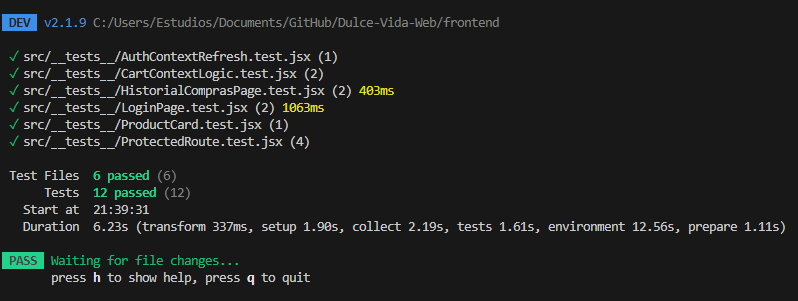 DEV v2.1.9 C:/Users/Estudios/Documents/GitHub/Dulce-Vida-Web/frontend
✓ src/__tests__/AuthContextRefresh.test.jsx (1)
✓ src/__tests__/CartContextLogic.test.jsx (2)
✓ src/__tests__/HistorialComprasPage.test.jsx (2) 403ms
✓ src/__tests__/LoginPage.test.jsx (2) 1063ms
✓ src/__tests__/ProductCard.test.jsx (1)
✓ src/__tests__/ProtectedRoute.test.jsx (4)
Test Files 6 passed (6)
Tests 12 passed (12)
Start at 21:39:31
Duration 6.23s (transform 337ms, setup 1.90s, collect 2.19s, tests 1.61s, environment 12.56s, prepare 1.11s)
PASS Waiting for file changes...
press h to show help, press q to quit